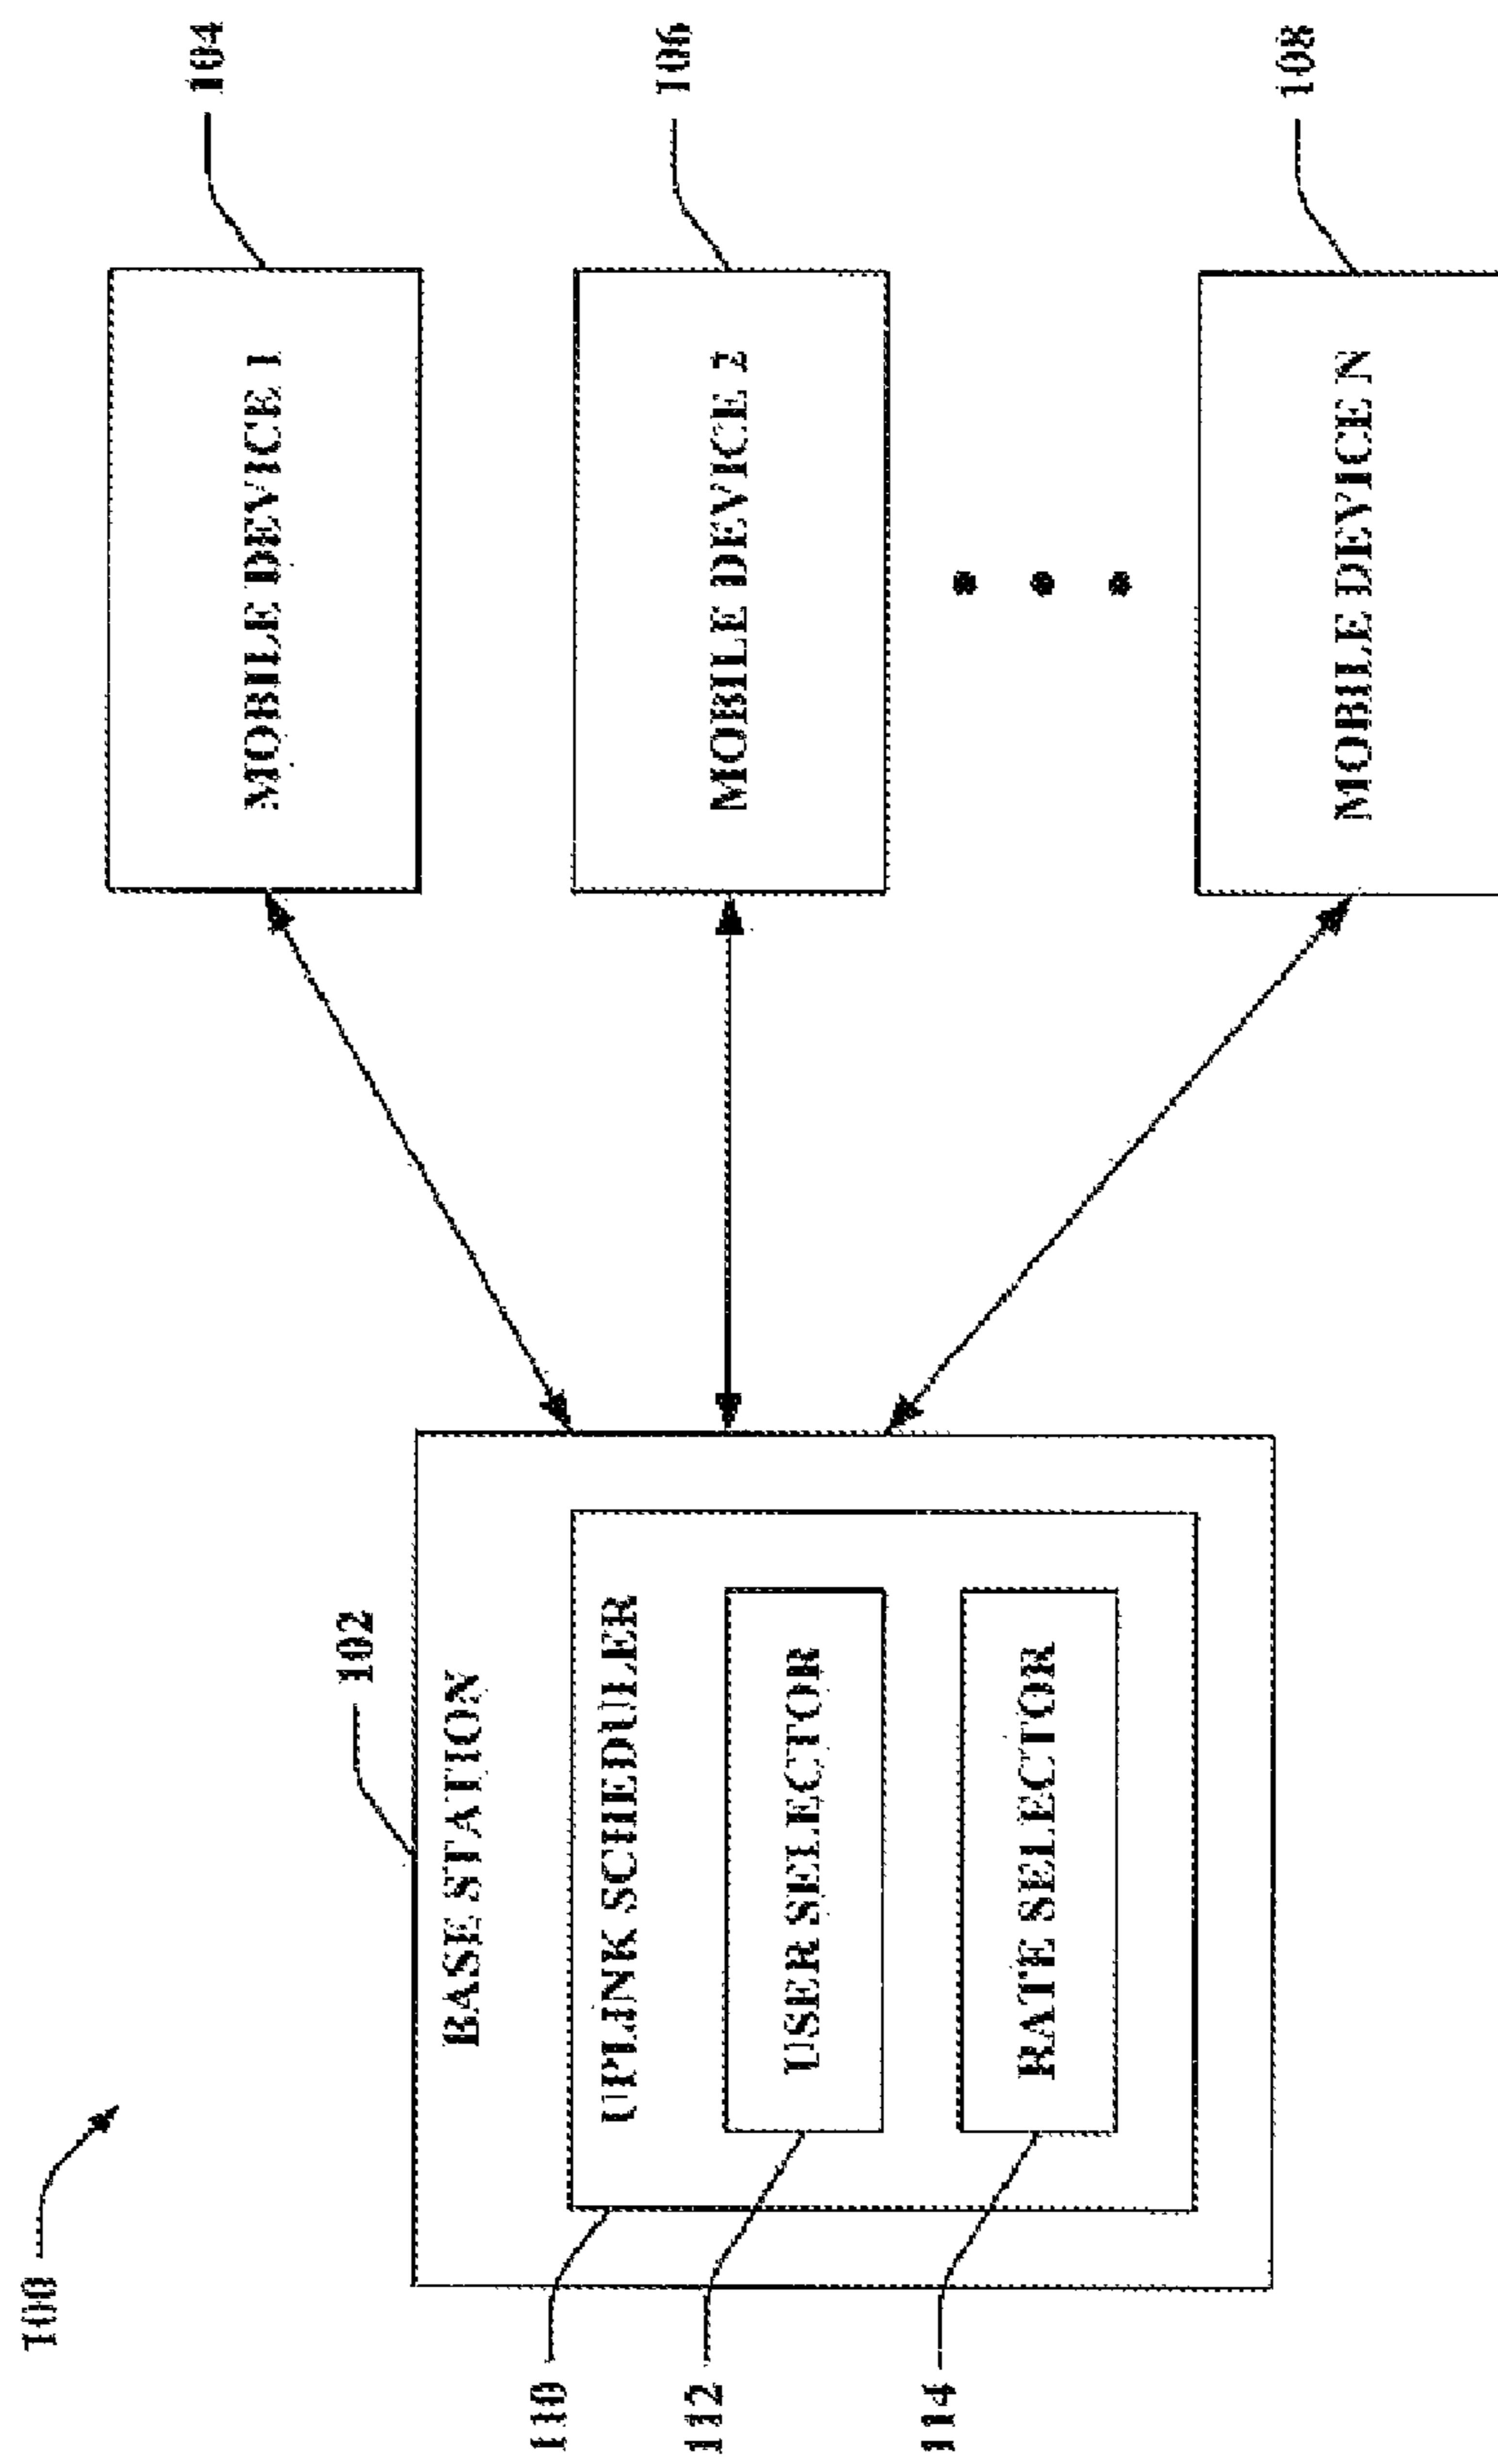 100
102
BASE STATION
UPLINK SCHEDULER
110
USER SELECTOR
112
RATE SELECTOR
114
104
MOBILE DEVICE 1
106
MOBILE DEVICE 2
108
MOBILE DEVICE N